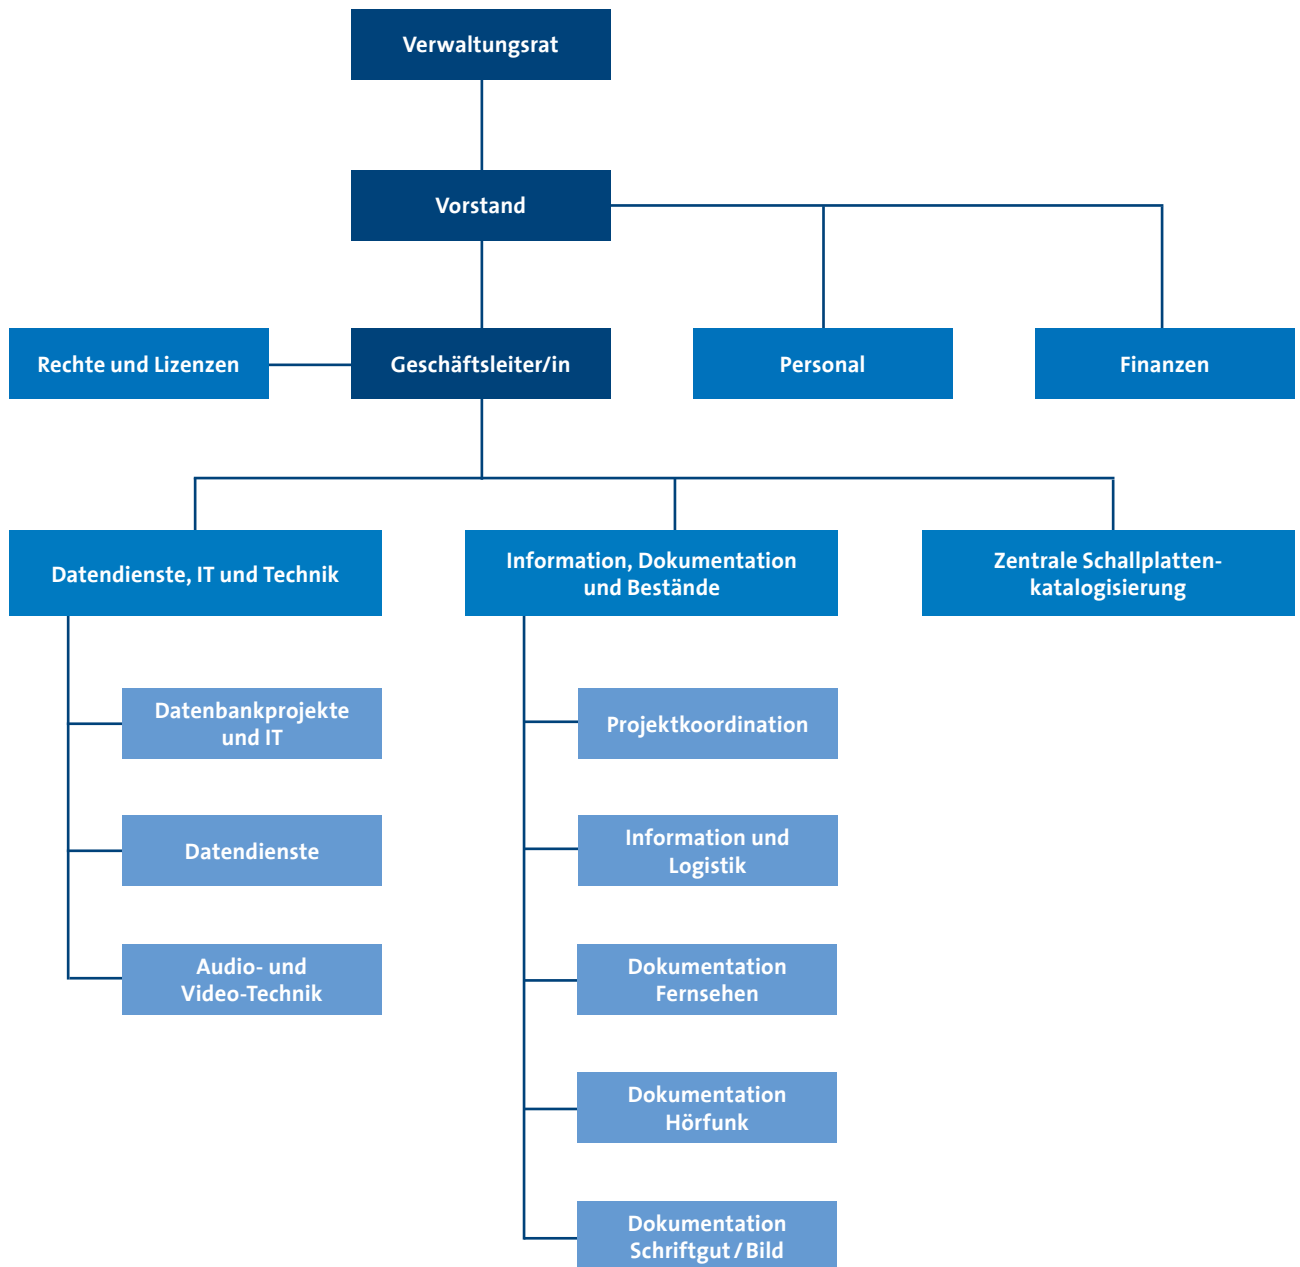 Verwaltungsrat
Vorstand
Rechte und Lizenzen
Geschäftsleiter/in
Personal
Finanzen
Datendienste, IT und Technik
Information, Dokumentation
und Bestände
Zentrale Schallplatten-
katalogisierung
Datenbankprojekte
und IT
Datendienste
Audio- und
Video-Technik
Projektkoordination
Information und
Logistik
Dokumentation
Fernsehen
Dokumentation
Hörfunk
Dokumentation
Schriftgut / Bild